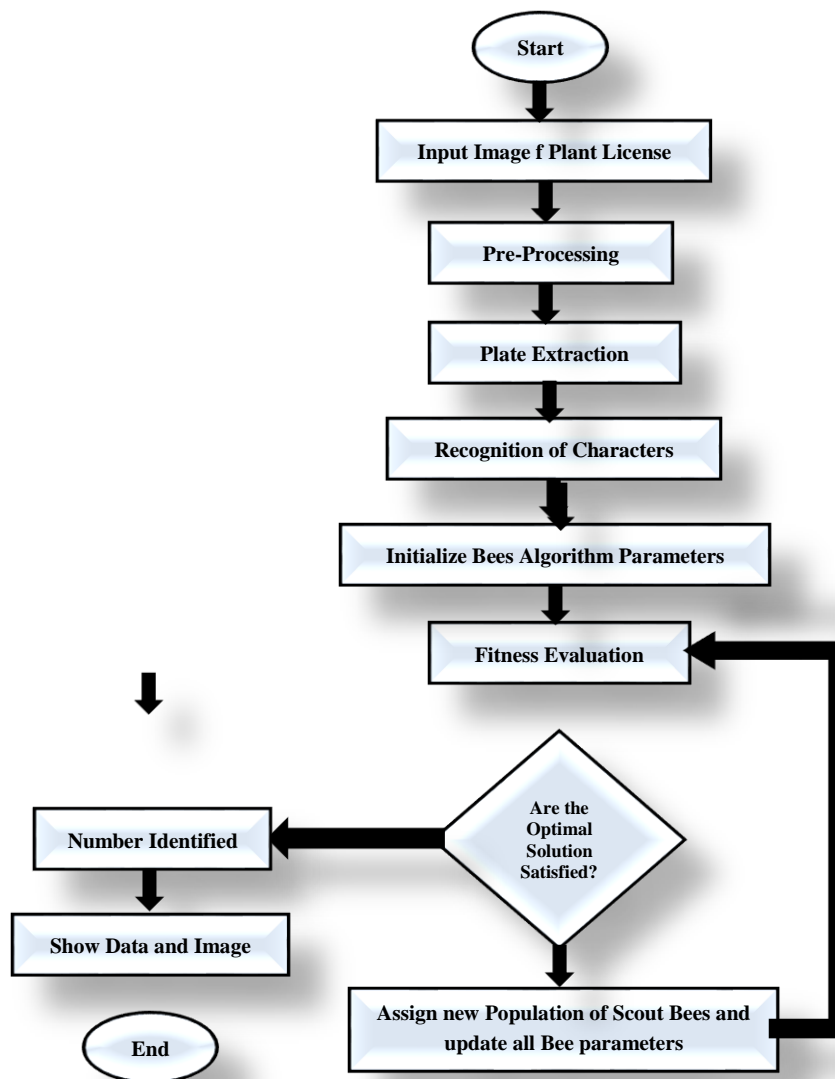 Start
Input Image f Plant License
Pre-Processing
Plate Extraction
Recognition of Characters
Initialize Bees Algorithm Parameters
Fitness Evaluation
Are the
Optimal
Solution
Satisfied?
Number Identified
Show Data and Image
Assign new Population of Scout Bees and
update all Bee parameters
End